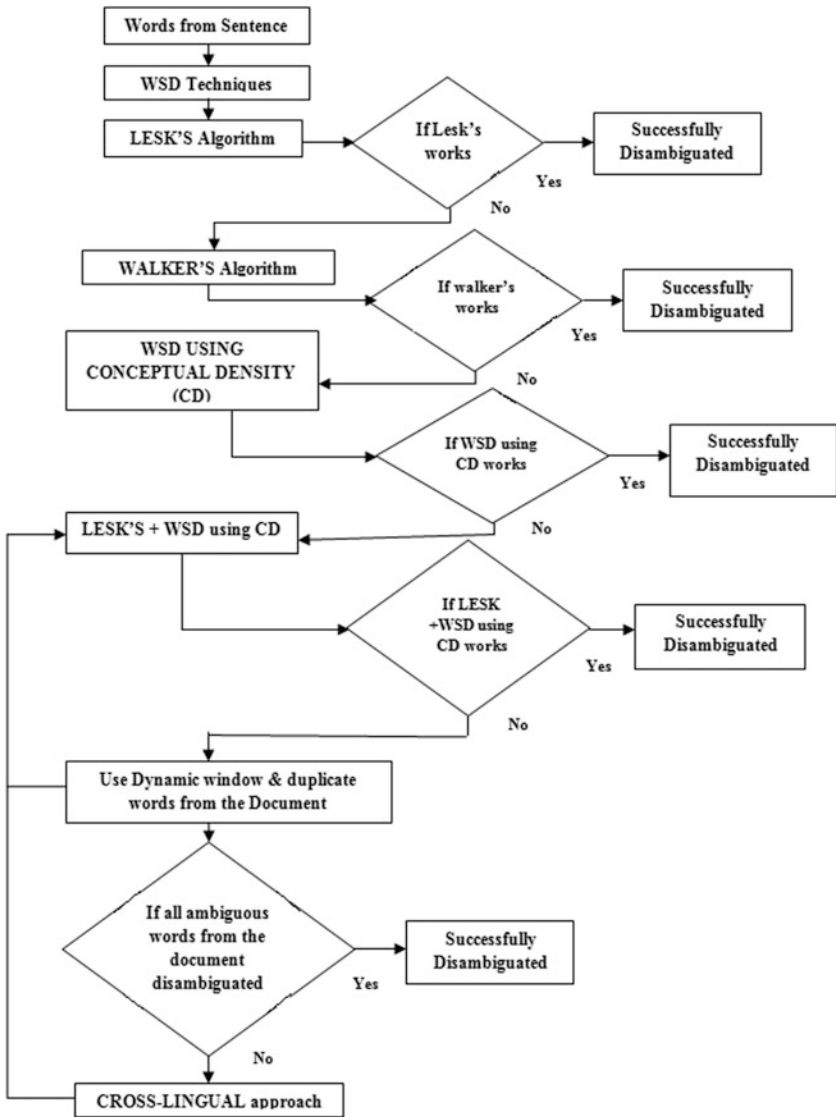 Words from Sentence
WSD Techniques
LESK'S Algorithm
If Lesk's
works
Yes
Successfully
Disambiguated
No
WALKER'S Algorithm
If walker's
works
Yes
Successfully
Disambiguated
No
WSD USING
CONCEPTUAL DENSITY
(CD)
If WSD using
CD works
Yes
Successfully
Disambiguated
No
LESK'S + WSD using CD
If LESK
+WSD using
CD works
Yes
Successfully
Disambiguated
No
Use Dynamic window & duplicate
words from the Document
If all ambiguous
words from the
document
disambiguated
Yes
Successfully
Disambiguated
No
CROSS-LINGUAL approach